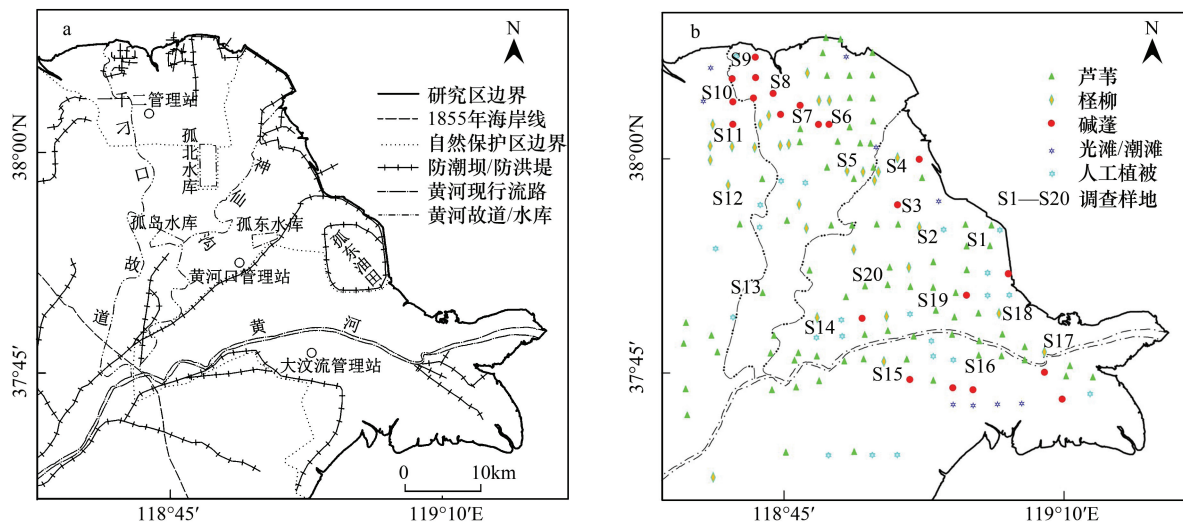 a
N
研究区边界
1855年海岸线
自然保护区边界
防潮坝/防洪堤
黄河现行流路
黄河故道/水库
一千二管理站
刁口故道
孤北水库
神仙沟
孤岛水库
孤东水库
孤东油田
黄河口管理站
黄河
大汶流管理站
0 10km
38°00′N
37°45′
118°45′
119°10′E
b
N
芦苇
柽柳
碱蓬
光滩/潮滩
人工植被
S1—S20 调查样地
S9
S8
S10
S7
S6
S11
S5
S4
S12
S3
S2
S1
S20
S13
S19
S14
S18
S17
S15
S16
38°00′N
37°45′
118°45′
119°10′E